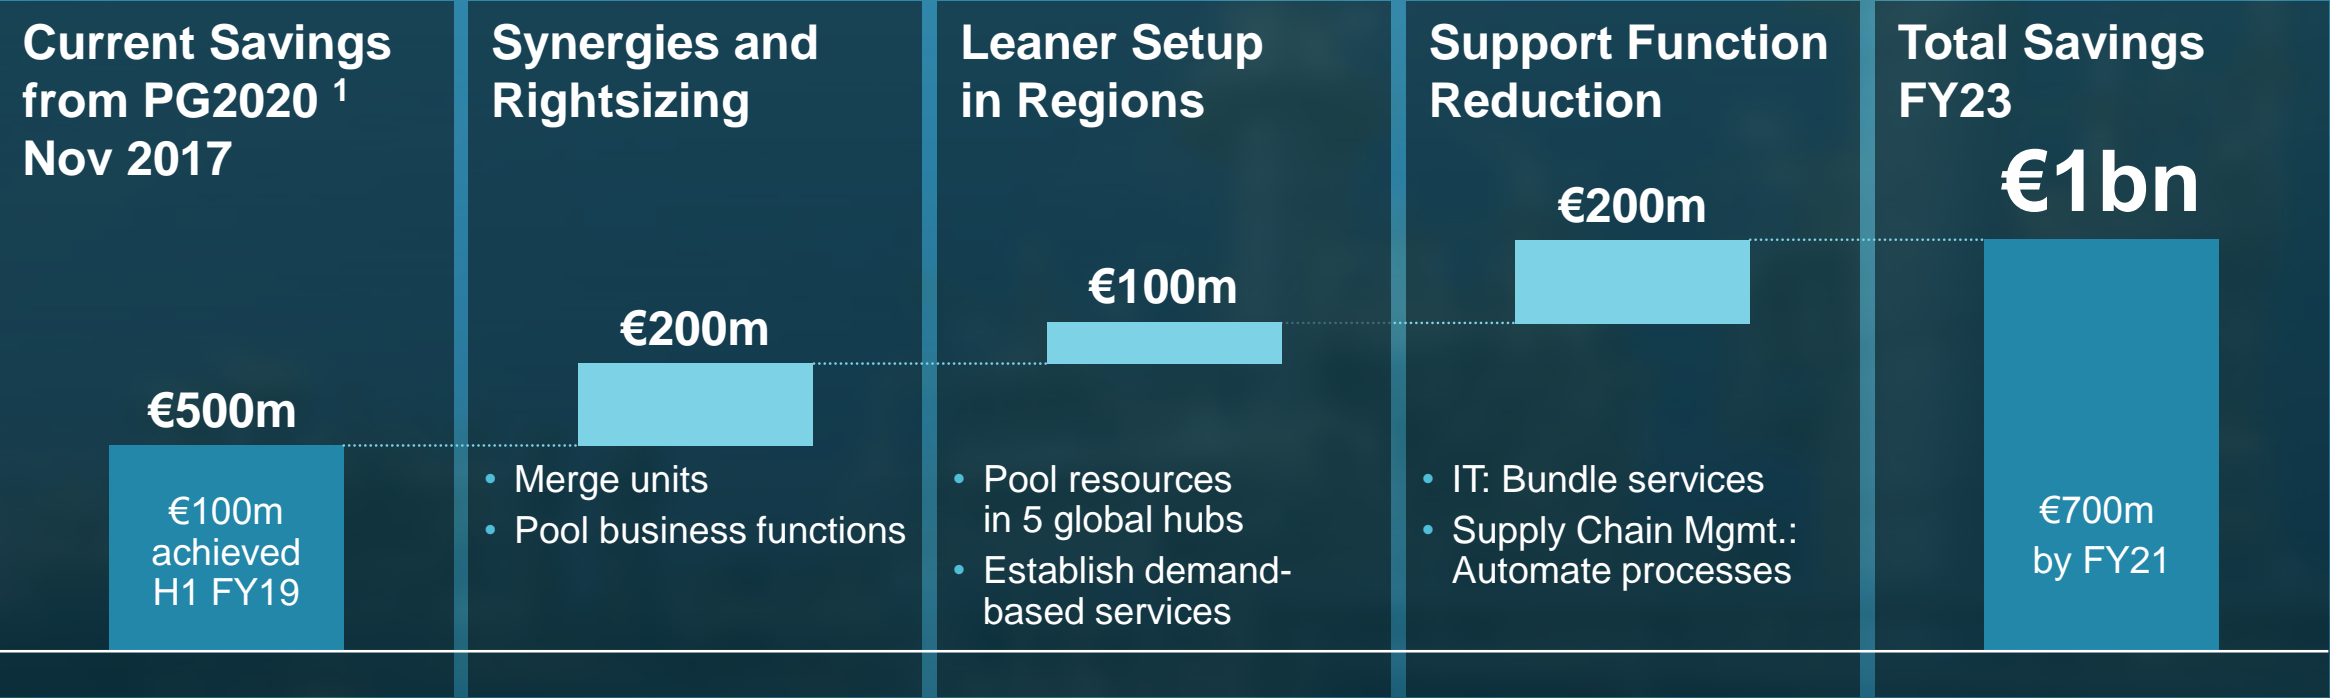 Current Savings
from PG2020 ¹
Nov 2017
€500m
€100m
achieved
H1 FY19
Synergies and
Rightsizing
€200m
• Merge units
• Pool business functions
Leaner Setup
in Regions
€100m
• Pool resources
in 5 global hubs
• Establish demand-
based services
Support Function
Reduction
€200m
• IT: Bundle services
• Supply Chain Mgmt.:
Automate processes
Total Savings
FY23
€1bn
€700m
by FY21